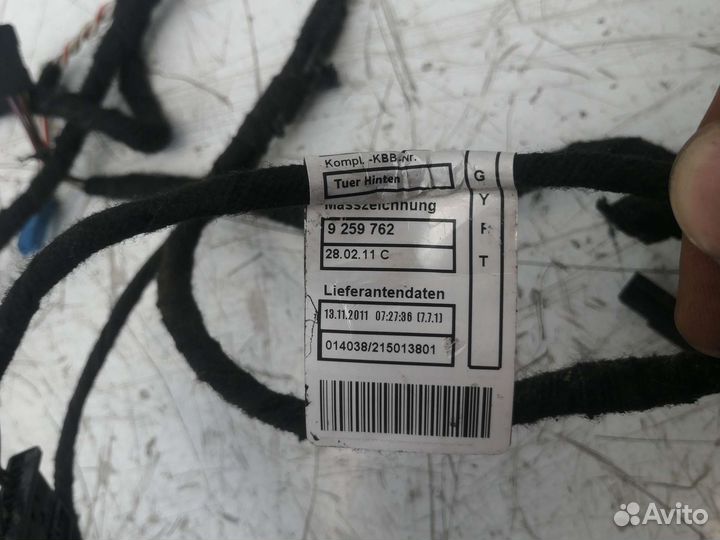 Kompl. -KBB-Nr.
Tuer Hinten
Masszeichnung
9 259 762
28.02.11 C
Lieferantendaten
13.11.2011 07:27:36 (7.7.1)
014038/215013801
G
Y
F
T
Avito